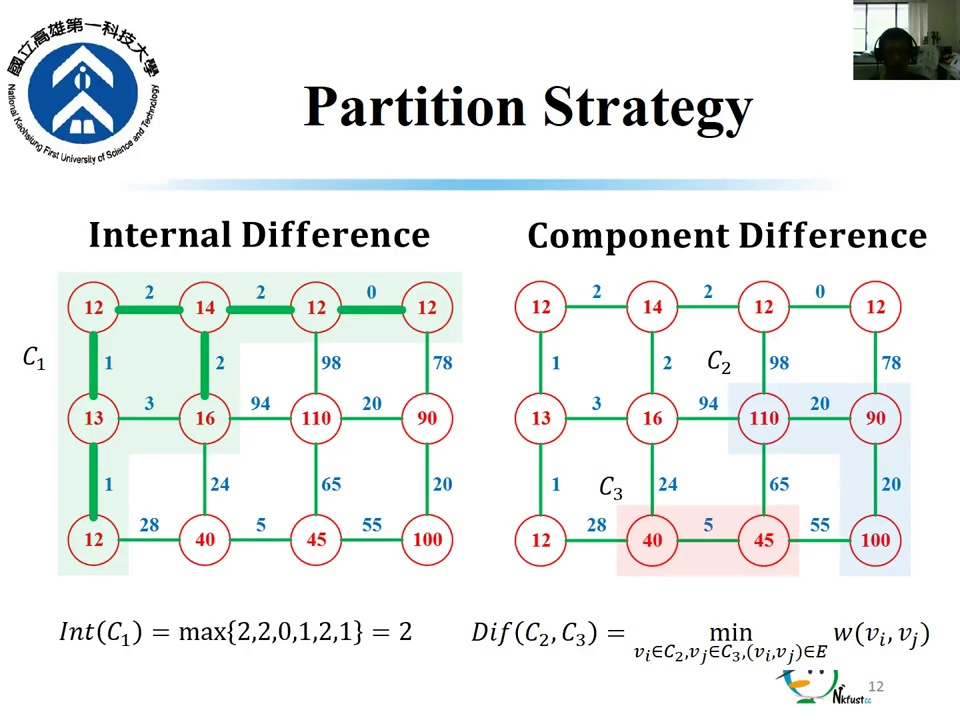 國立高雄第一科技大學
National Kaohsiung First University of Science and Technology
Partition Strategy
Internal Difference
12 2 14 2 12 0 12
C₁ 1 2 98 78
13 3 16 94 110 20 90
1 24 65 20
12 28 40 5 45 55 100
Int(C₁) = max{2,2,0,1,2,1} = 2
Component Difference
12 2 14 2 12 0 12
1 2 C₂ 98 78
13 3 16 94 110 20 90
1 C₃ 24 65 20
12 28 40 5 45 55 100
Dif(C₂, C₃) = min w(vᵢ, vⱼ)
vᵢ∈C₂,vⱼ∈C₃,(vᵢ,vⱼ)∈E
Nkfust cc
12